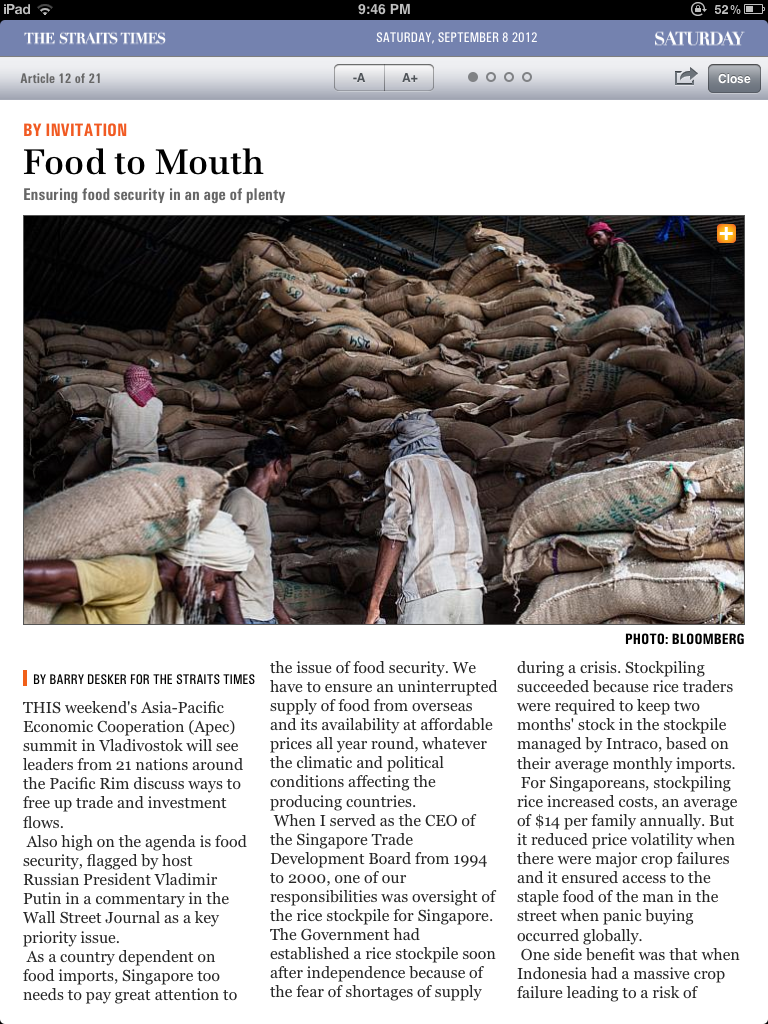 iPad 9:46 PM 52%
THE STRAITS TIMES SATURDAY, SEPTEMBER 8 2012 SATURDAY
Article 12 of 21 -A A+ Close
BY INVITATION
Food to Mouth
Ensuring food security in an age of plenty
PHOTO: BLOOMBERG
BY BARRY DESKER FOR THE STRAITS TIMES
THIS weekend's Asia-Pacific
Economic Cooperation (Apec)
summit in Vladivostok will see
leaders from 21 nations around
the Pacific Rim discuss ways to
free up trade and investment
flows.
Also high on the agenda is food
security, flagged by host
Russian President Vladimir
Putin in a commentary in the
Wall Street Journal as a key
priority issue.
As a country dependent on
food imports, Singapore too
needs to pay great attention to
the issue of food security. We
have to ensure an uninterrupted
supply of food from overseas
and its availability at affordable
prices all year round, whatever
the climatic and political
conditions affecting the
producing countries.
When I served as the CEO of
the Singapore Trade
Development Board from 1994
to 2000, one of our
responsibilities was oversight of
the rice stockpile for Singapore.
The Government had
established a rice stockpile soon
after independence because of
the fear of shortages of supply
during a crisis. Stockpiling
succeeded because rice traders
were required to keep two
months' stock in the stockpile
managed by Intraco, based on
their average monthly imports.
For Singaporeans, stockpiling
rice increased costs, an average
of $14 per family annually. But
it reduced price volatility when
there were major crop failures
and it ensured access to the
staple food of the man in the
street when panic buying
occurred globally.
One side benefit was that when
Indonesia had a massive crop
failure leading to a risk of